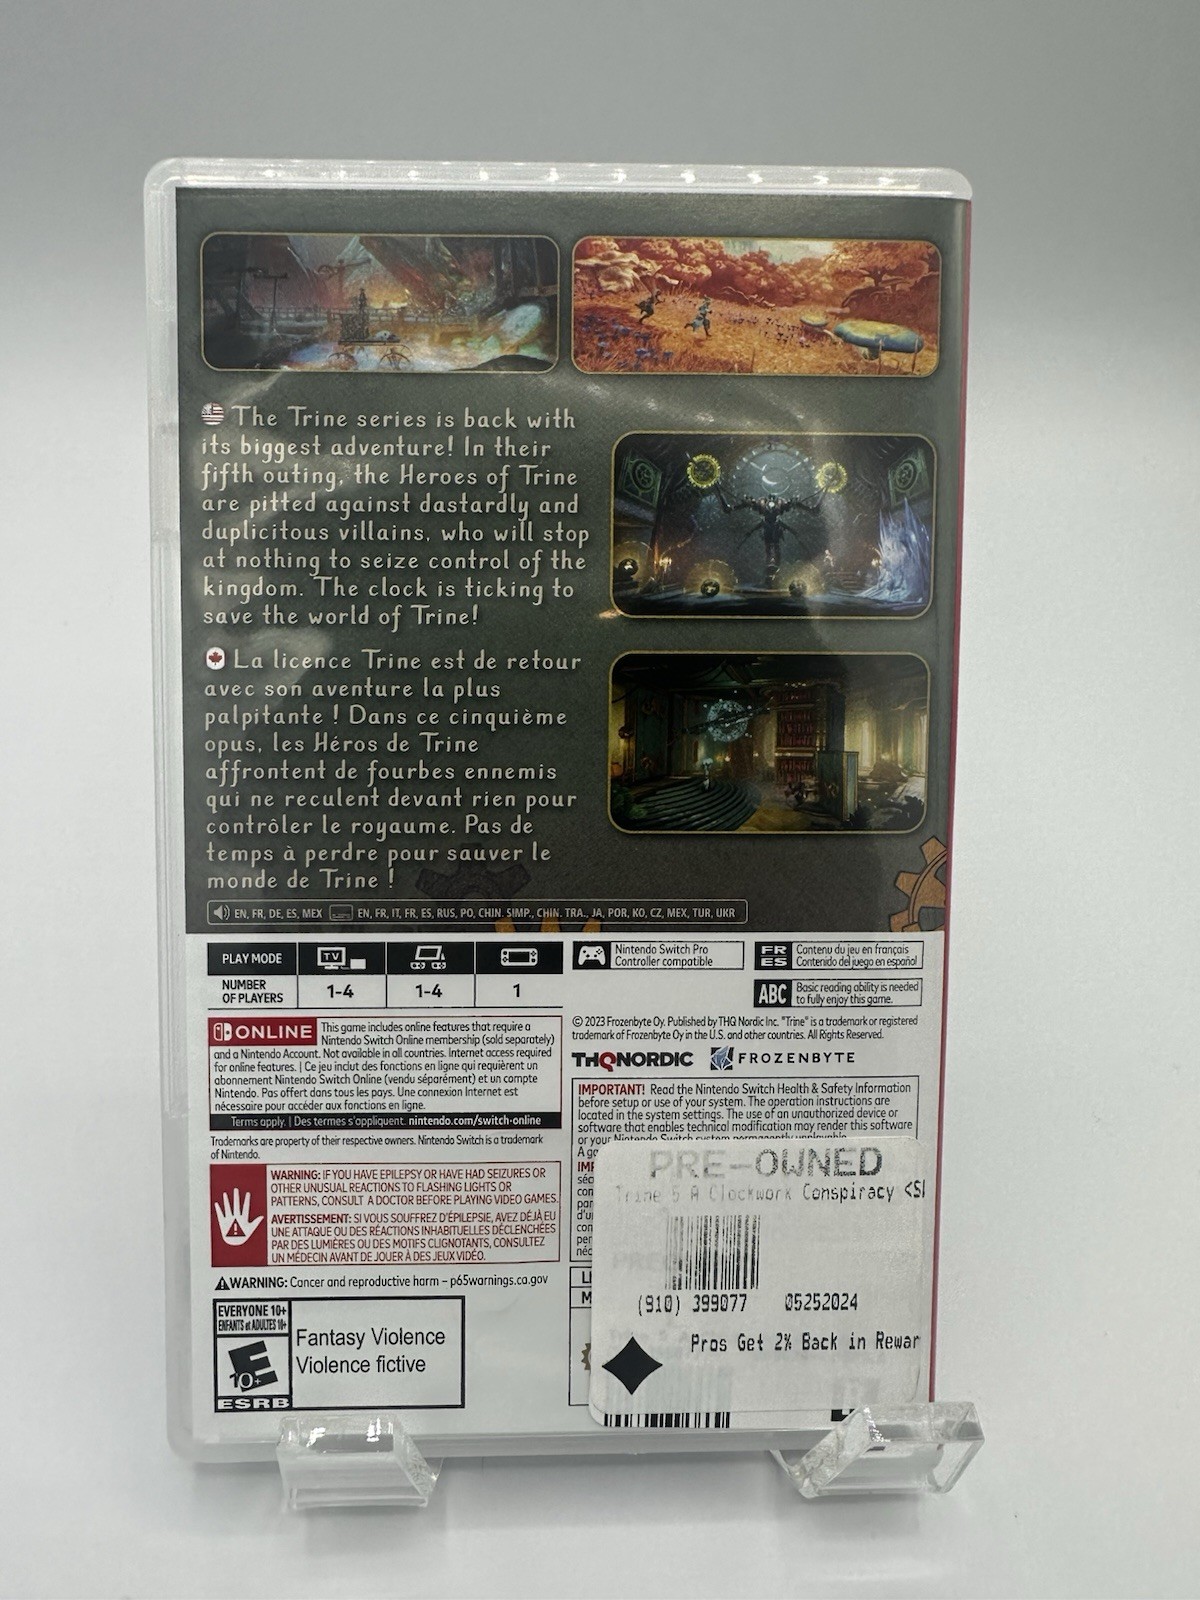 The Trine series is back with
its biggest adventure! In their
fifth outing, the Heroes of Trine
are pitted against dastardly and
duplicitous villains, who will stop
at nothing to seize control of the
kingdom. The clock is ticking to
save the world of Trine!
La licence Trine est de retour
avec son aventure la plus
palpitante ! Dans ce cinquième
opus, les Héros de Trine
affrontent de fourbes ennemis
qui ne reculent devant rien pour
contrôler le royaume. Pas de
temps à perdre pour sauver le
monde de Trine !
EN, FR, DE, ES, MEX EN, FR, IT, FR, ES, RUS, PO, CHIN. SIMP., CHIN. TRA., JA, POR, KO, CZ, MEX, TUR, UKR
PLAY MODE TV
NUMBER
OF PLAYERS 1-4 1-4 1
Nintendo Switch Pro
Controller compatible
FR
ES
Contenu du jeu en français
Contenido del juego en español
ABC
Basic reading ability is needed
to fully enjoy this game.
ONLINE This game includes online features that require a
Nintendo Switch Online membership (sold separately)
and a Nintendo Account. Not available in all countries. Internet access required
for online features. | Ce jeu inclut des fonctions en ligne qui requièrent un
abonnement Nintendo Switch Online (vendu séparément) et un compte
Nintendo. Pas offert dans tous les pays. Une connexion Internet est
nécessaire pour accéder aux fonctions en ligne.
Terms apply. | Des termes s'appliquent. nintendo.com/switch-online
Trademarks are property of their respective owners. Nintendo Switch is a trademark
of Nintendo.
WARNING: IF YOU HAVE EPILEPSY OR HAVE HAD SEIZURES OR
OTHER UNUSUAL REACTIONS TO FLASHING LIGHTS OR
PATTERNS, CONSULT A DOCTOR BEFORE PLAYING VIDEO GAMES.
AVERTISSEMENT: SI VOUS SOUFFREZ D'ÉPILEPSIE, AVEZ DÉJÀ EU
UNE ATTAQUE OU DES RÉACTIONS INHABITUELLES DÉCLENCHÉES
PAR DES LUMIÈRES OU DES MOTIFS CLIGNOTANTS, CONSULTEZ
UN MÉDECIN AVANT DE JOUER À DES JEUX VIDÉO.
WARNING: Cancer and reproductive harm – p65warnings.ca.gov
EVERYONE 10+
ENFANTS et ADULTES 10+
E
10+
ESRB
Fantasy Violence
Violence fictive
© 2023 Frozenbyte Oy. Published by THQ Nordic Inc. "Trine" is a trademark or registered
trademark of Frozenbyte Oy in the U.S. and other countries. All Rights Reserved.
THQNORDIC FROZENBYTE
IMPORTANT! Read the Nintendo Switch Health & Safety Information
before setup or use of your system. The operation instructions are
located in the system settings. The use of an unauthorized device or
software that enables technical modification may render this software
or your Nintendo Switch system permanently unplayable.
PRE-OWNED
Trine 5 A Clockwork Conspiracy <S
(910) 399077 05252024
Pros Get 2% Back in Rewar